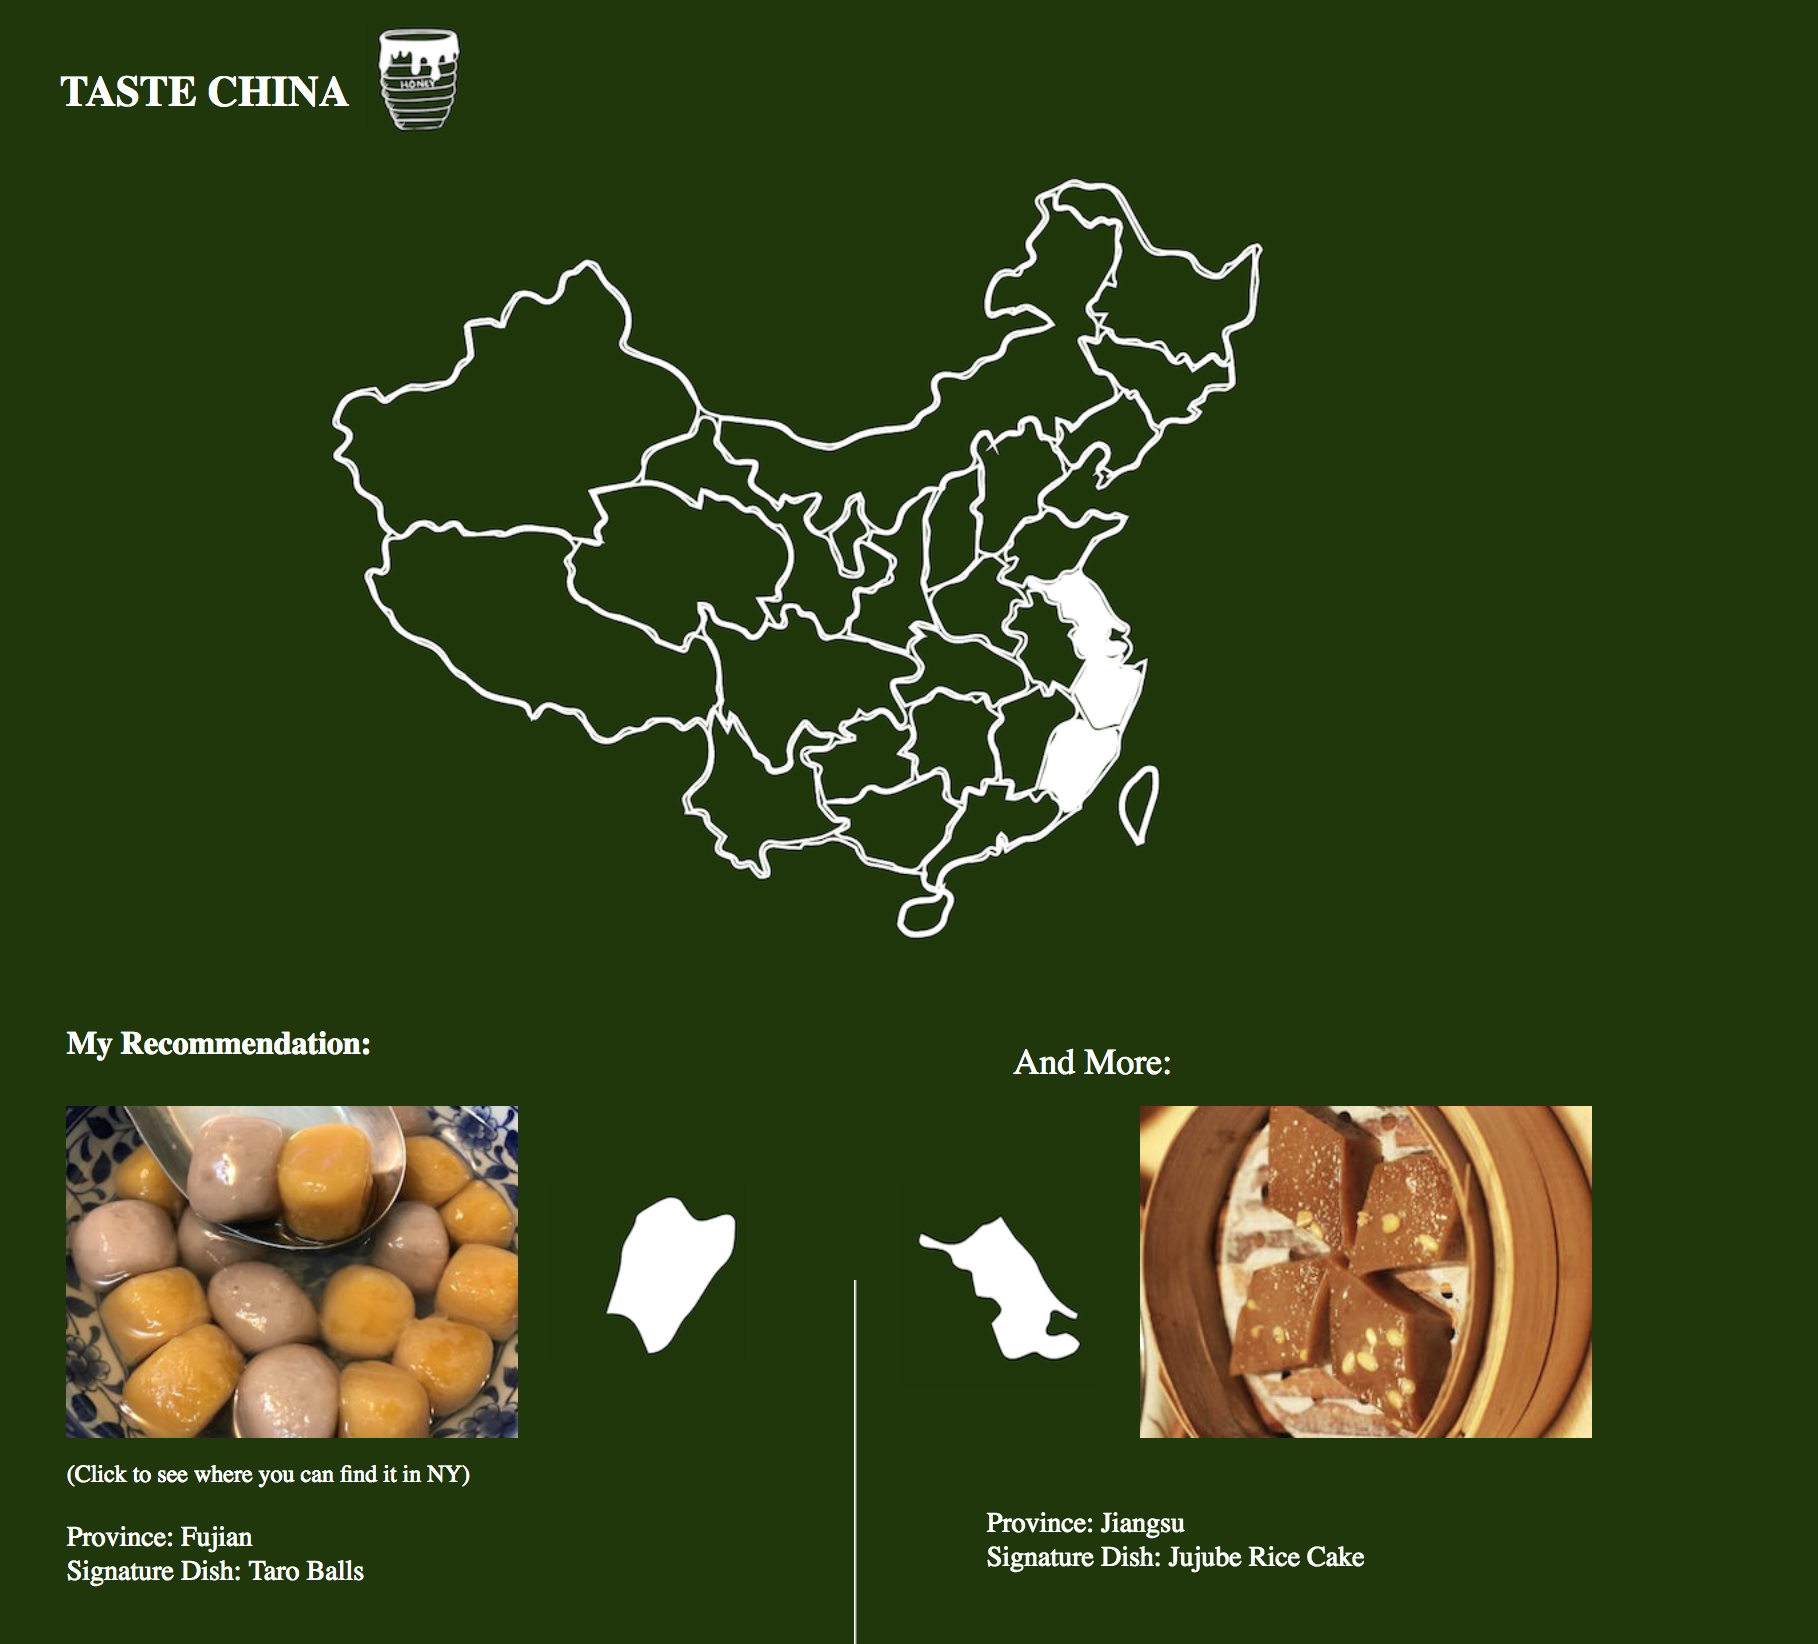 TASTE CHINA
HONEY
My Recommendation:
And More:
(Click to see where you can find it in NY)
Province: Fujian
Signature Dish: Taro Balls
Province: Jiangsu
Signature Dish: Jujube Rice Cake